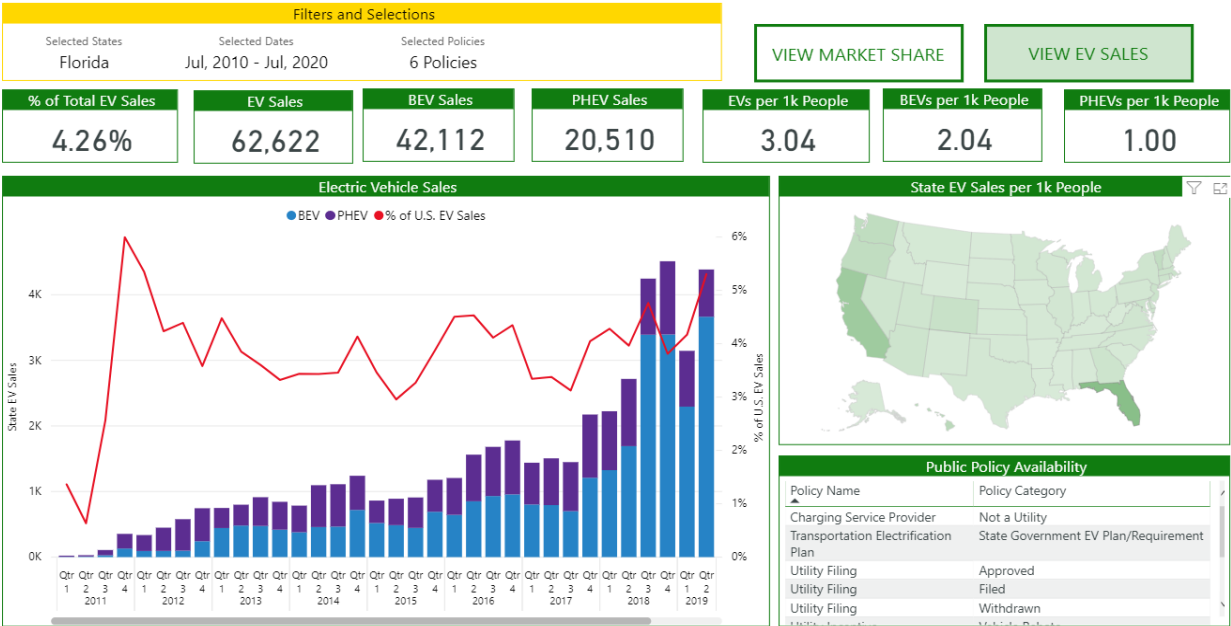 Filters and Selections
Selected States
Selected Dates
Selected Policies
Florida
Jul, 2010 - Jul, 2020
6 Policies
VIEW MARKET SHARE
VIEW EV SALES
% of Total EV Sales
4.26%
EV Sales
62,622
BEV Sales
42,112
PHEV Sales
20,510
EVs per 1k People
3.04
BEVs per 1k People
2.04
PHEVs per 1k People
1.00
Electric Vehicle Sales
BEV PHEV % of U.S. EV Sales
State EV Sales
4K
3K
2K
1K
0K
6%
5%
4%
3%
2%
1%
0%
% of U.S. EV Sales
Qtr Qtr Qtr Qtr Qtr Qtr Qtr Qtr Qtr Qtr Qtr Qtr Qtr Qtr Qtr Qtr Qtr Qtr Qtr Qtr Qtr Qtr Qtr Qtr Qtr Qtr Qtr Qtr Qtr Qtr Qtr Qtr Qtr Qtr
1 2 3 4 1 2 3 4 1 2 3 4 1 2 3 4 1 2 3 4 1 2 3 4 1 2 3 4 1 2 3 4 1 2
2011 2012 2013 2014 2015 2016 2017 2018 2019
State EV Sales per 1k People
Public Policy Availability
Policy Name
Policy Category
Charging Service Provider
Not a Utility
Transportation Electrification
Plan
State Government EV Plan/Requirement
Utility Filing
Approved
Utility Filing
Filed
Utility Filing
Withdrawn
Utility Incentive
Vehicle Rebate